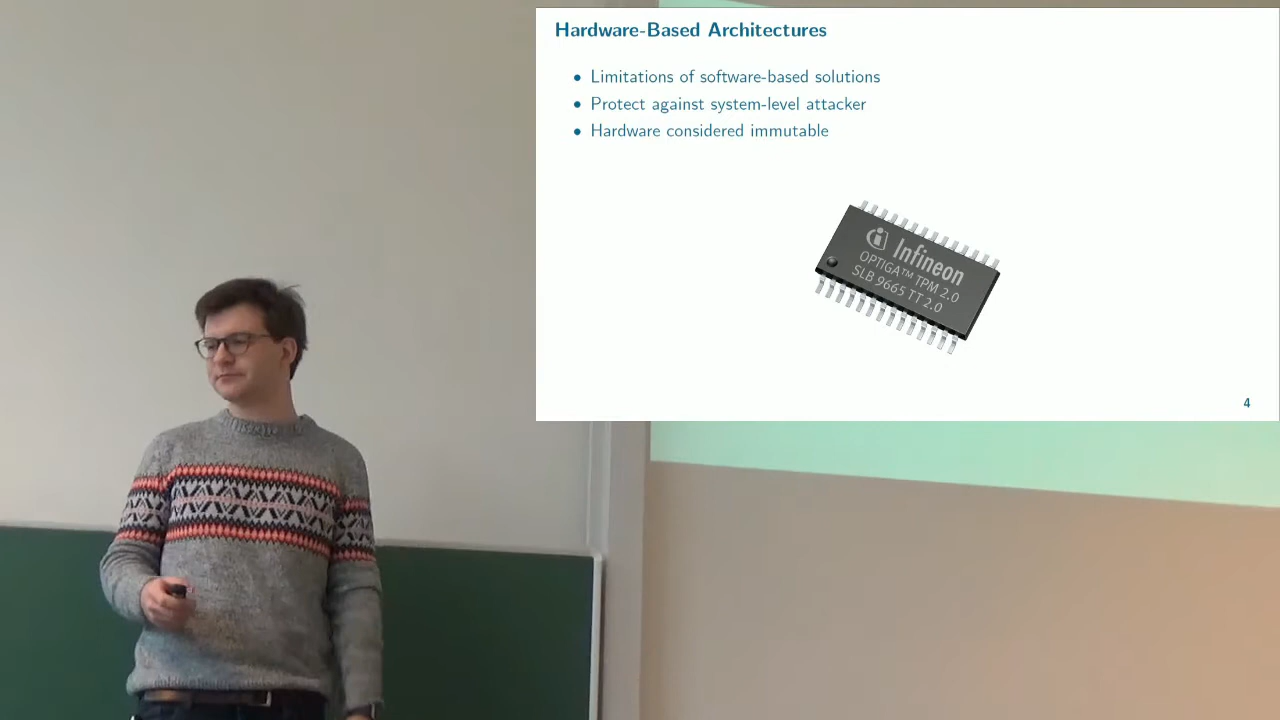 Hardware-Based Architectures
• Limitations of software-based solutions
• Protect against system-level attacker
• Hardware considered immutable
Infineon
OPTIGA™ TPM 2.0
SLB 9665 TT 2.0
4